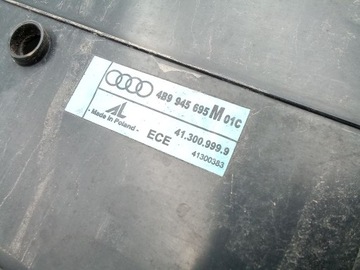 4B9 945 695 M 01C
AL
- Made in Poland -
ECE
41.300.999.9
41300383